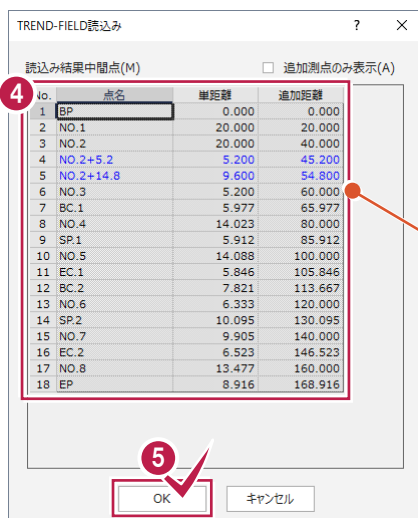 TREND-FIELD読込み ? ×
読込み結果中間点(M) 追加測点のみ表示(A)
4
No. 点名 単距離 追加距離
1 BP 0.000 0.000
2 NO.1 20.000 20.000
3 NO.2 20.000 40.000
4 NO.2+5.2 5.200 45.200
5 NO.2+14.8 9.600 54.800
6 NO.3 5.200 60.000
7 BC.1 5.977 65.977
8 NO.4 14.023 80.000
9 SP.1 5.912 85.912
10 NO.5 14.088 100.000
11 EC.1 5.846 105.846
12 BC.2 7.821 113.667
13 NO.6 6.333 120.000
14 SP.2 10.095 130.095
15 NO.7 9.905 140.000
16 EC.2 6.523 146.523
17 NO.8 13.477 160.000
18 EP 8.916 168.916
5
OK キャンセル